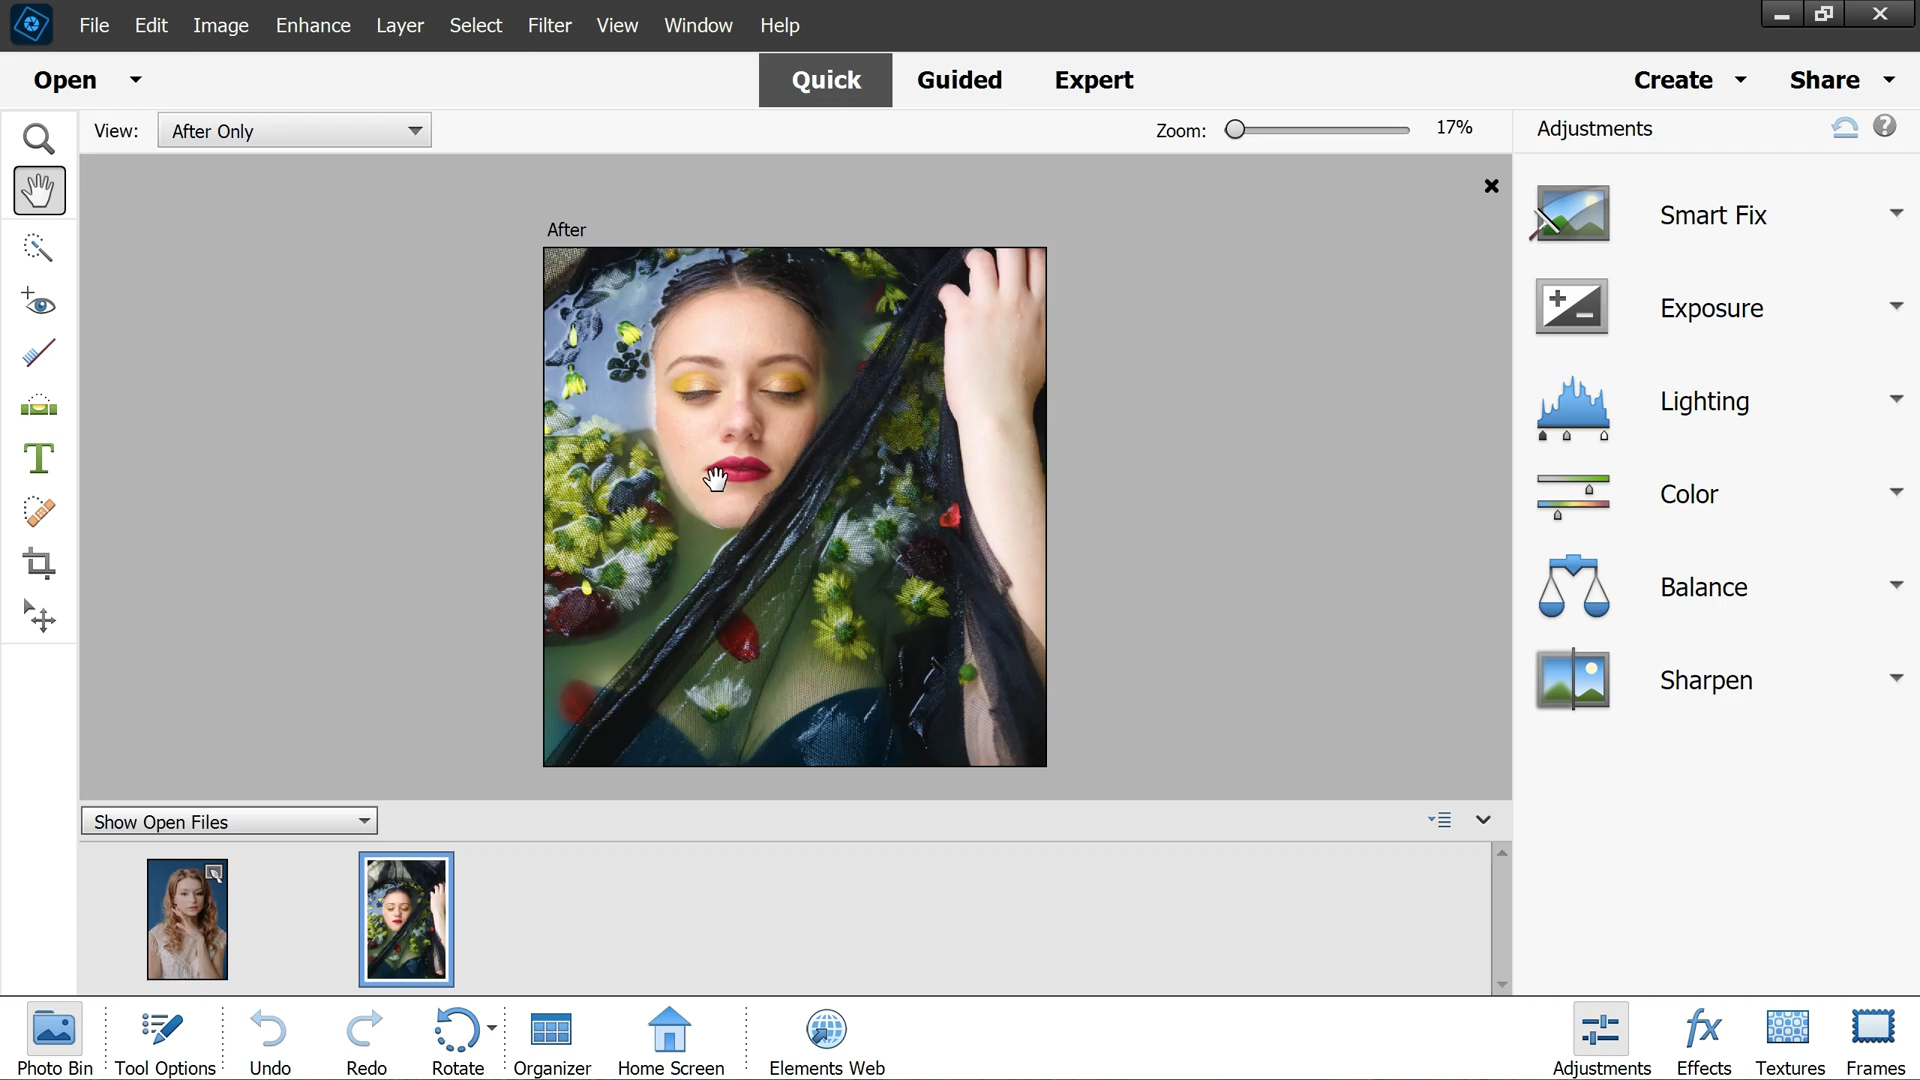 File Edit Image Enhance Layer Select Filter View Window Help
Open Quick Guided Expert Create Share
View: After Only Zoom: 17% Adjustments
After
Smart Fix
Exposure
Lighting
Color
Balance
Sharpen
Show Open Files
Photo Bin Tool Options Undo Redo Rotate Organizer Home Screen Elements Web Adjustments Effects Textures Frames